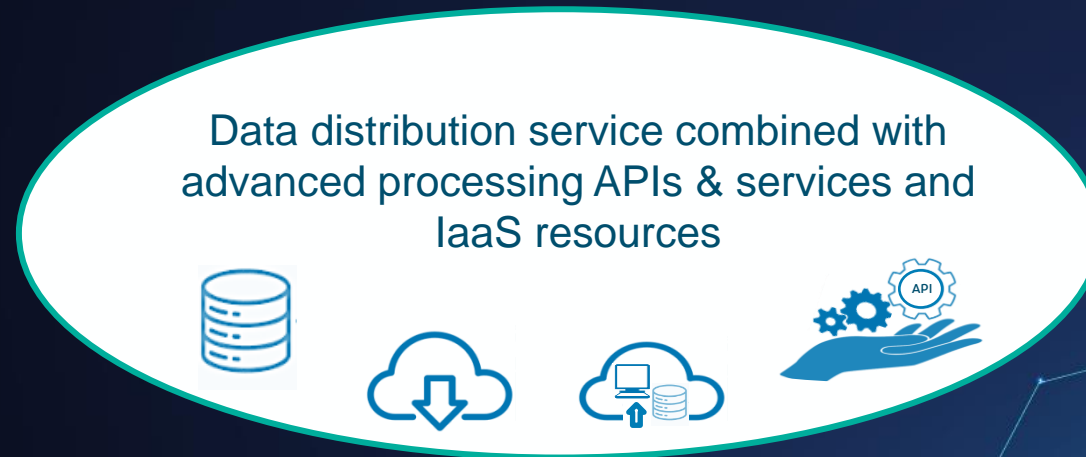 Data distribution service combined with
advanced processing APIs & services and
IaaS resources
API